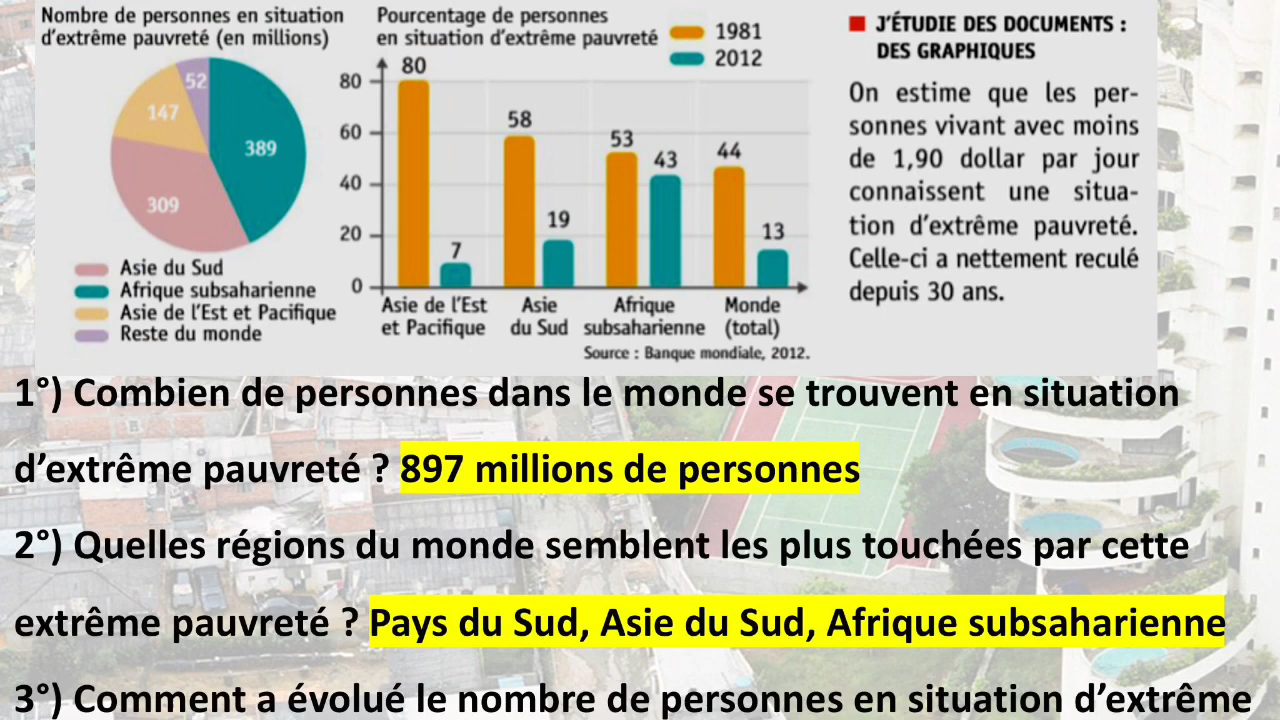 Nombre de personnes en situation
d'extrême pauvreté (en millions)
52
147
389
309
Asie du Sud
Afrique subsaharienne
Asie de l'Est et Pacifique
Reste du monde
Pourcentage de personnes
en situation d'extrême pauvreté
1981
2012
80
60
40
20
0
80
7
58
19
53
43
44
13
Asie de l'Est
et Pacifique
Asie
du Sud
Afrique
subsaharienne
Monde
(total)
Source : Banque mondiale, 2012.
J'ÉTUDIE DES DOCUMENTS :
DES GRAPHIQUES
On estime que les per-
sonnes vivant avec moins
de 1,90 dollar par jour
connaissent une situa-
tion d'extrême pauvreté.
Celle-ci a nettement reculé
depuis 30 ans.
1°) Combien de personnes dans le monde se trouvent en situation
d'extrême pauvreté ? 897 millions de personnes
2°) Quelles régions du monde semblent les plus touchées par cette
extrême pauvreté ? Pays du Sud, Asie du Sud, Afrique subsaharienne
3°) Comment a évolué le nombre de personnes en situation d'extrême